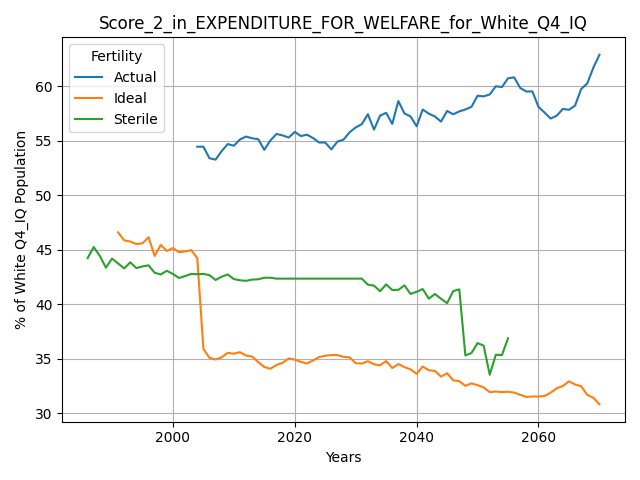 Score_2_in_EXPENDITURE_FOR_WELFARE_for_White_Q4_IQ
Fertility
Actual
Ideal
Sterile
% of White Q4_IQ Population
60
55
50
45
40
35
30
2000
2020
2040
2060
Years